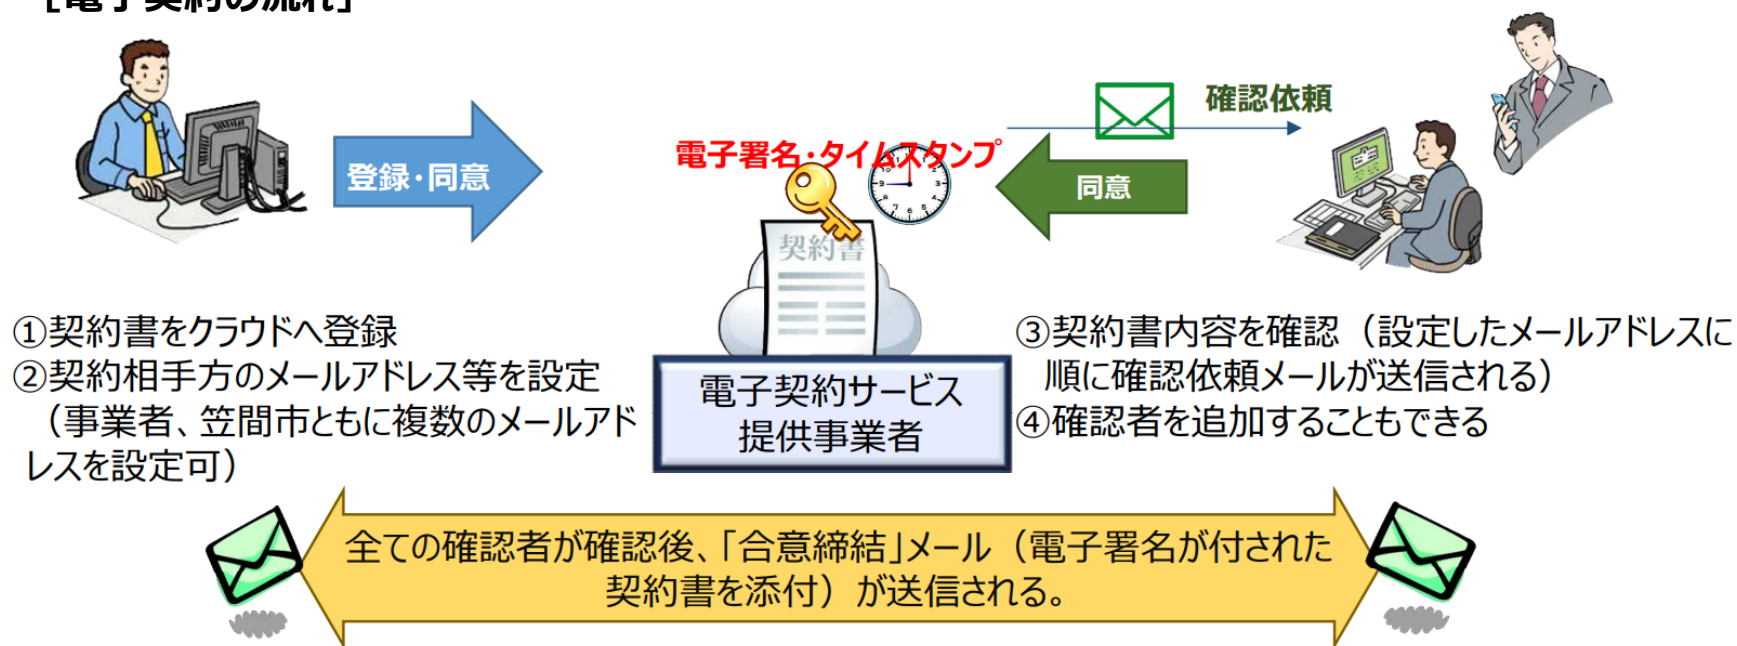 [電子契約の流れ]
登録・同意
電子署名・タイムスタンプ
確認依頼
同意
契約書
①契約書をクラウドへ登録
②契約相手方のメールアドレス等を設定
（事業者、笠間市ともに複数のメールアド
レスを設定可）
電子契約サービス
提供事業者
③契約書内容を確認（設定したメールアドレスに
順に確認依頼メールが送信される）
④確認者を追加することもできる
全ての確認者が確認後、「合意締結」メール（電子署名が付された
契約書を添付）が送信される。